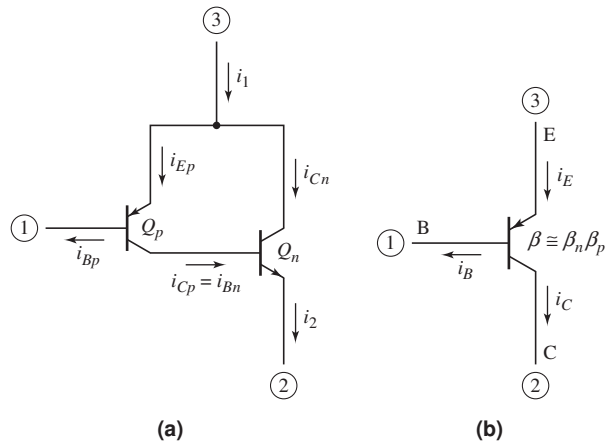 3
i1
iEp
iCn
1
Qp
iBp
Qn
iCp = iBn
i2
2
(a)
3
E
iE
1
B
β ≅ βnβp
iB
iC
C
2
(b)